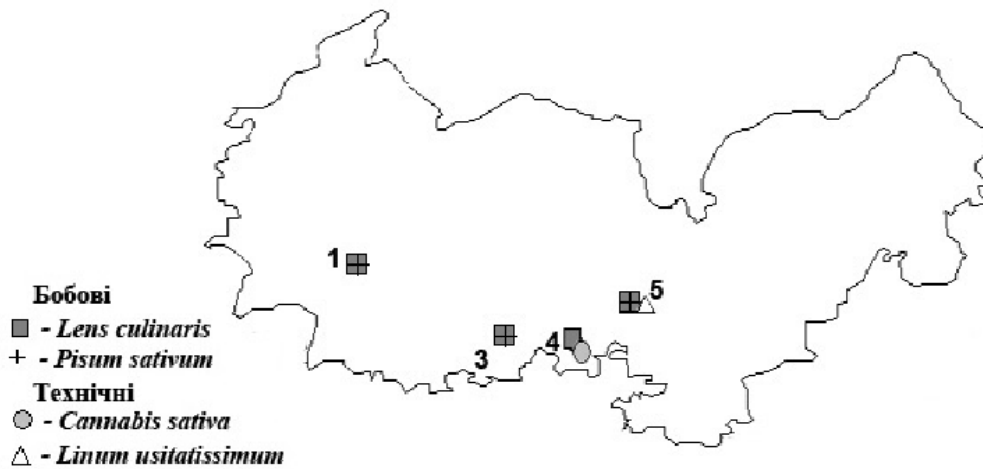 1
5
4
3
Бобові
- Lens culinaris
- Pisum sativum
Технічні
- Cannabis sativa
- Linum usitatissimum